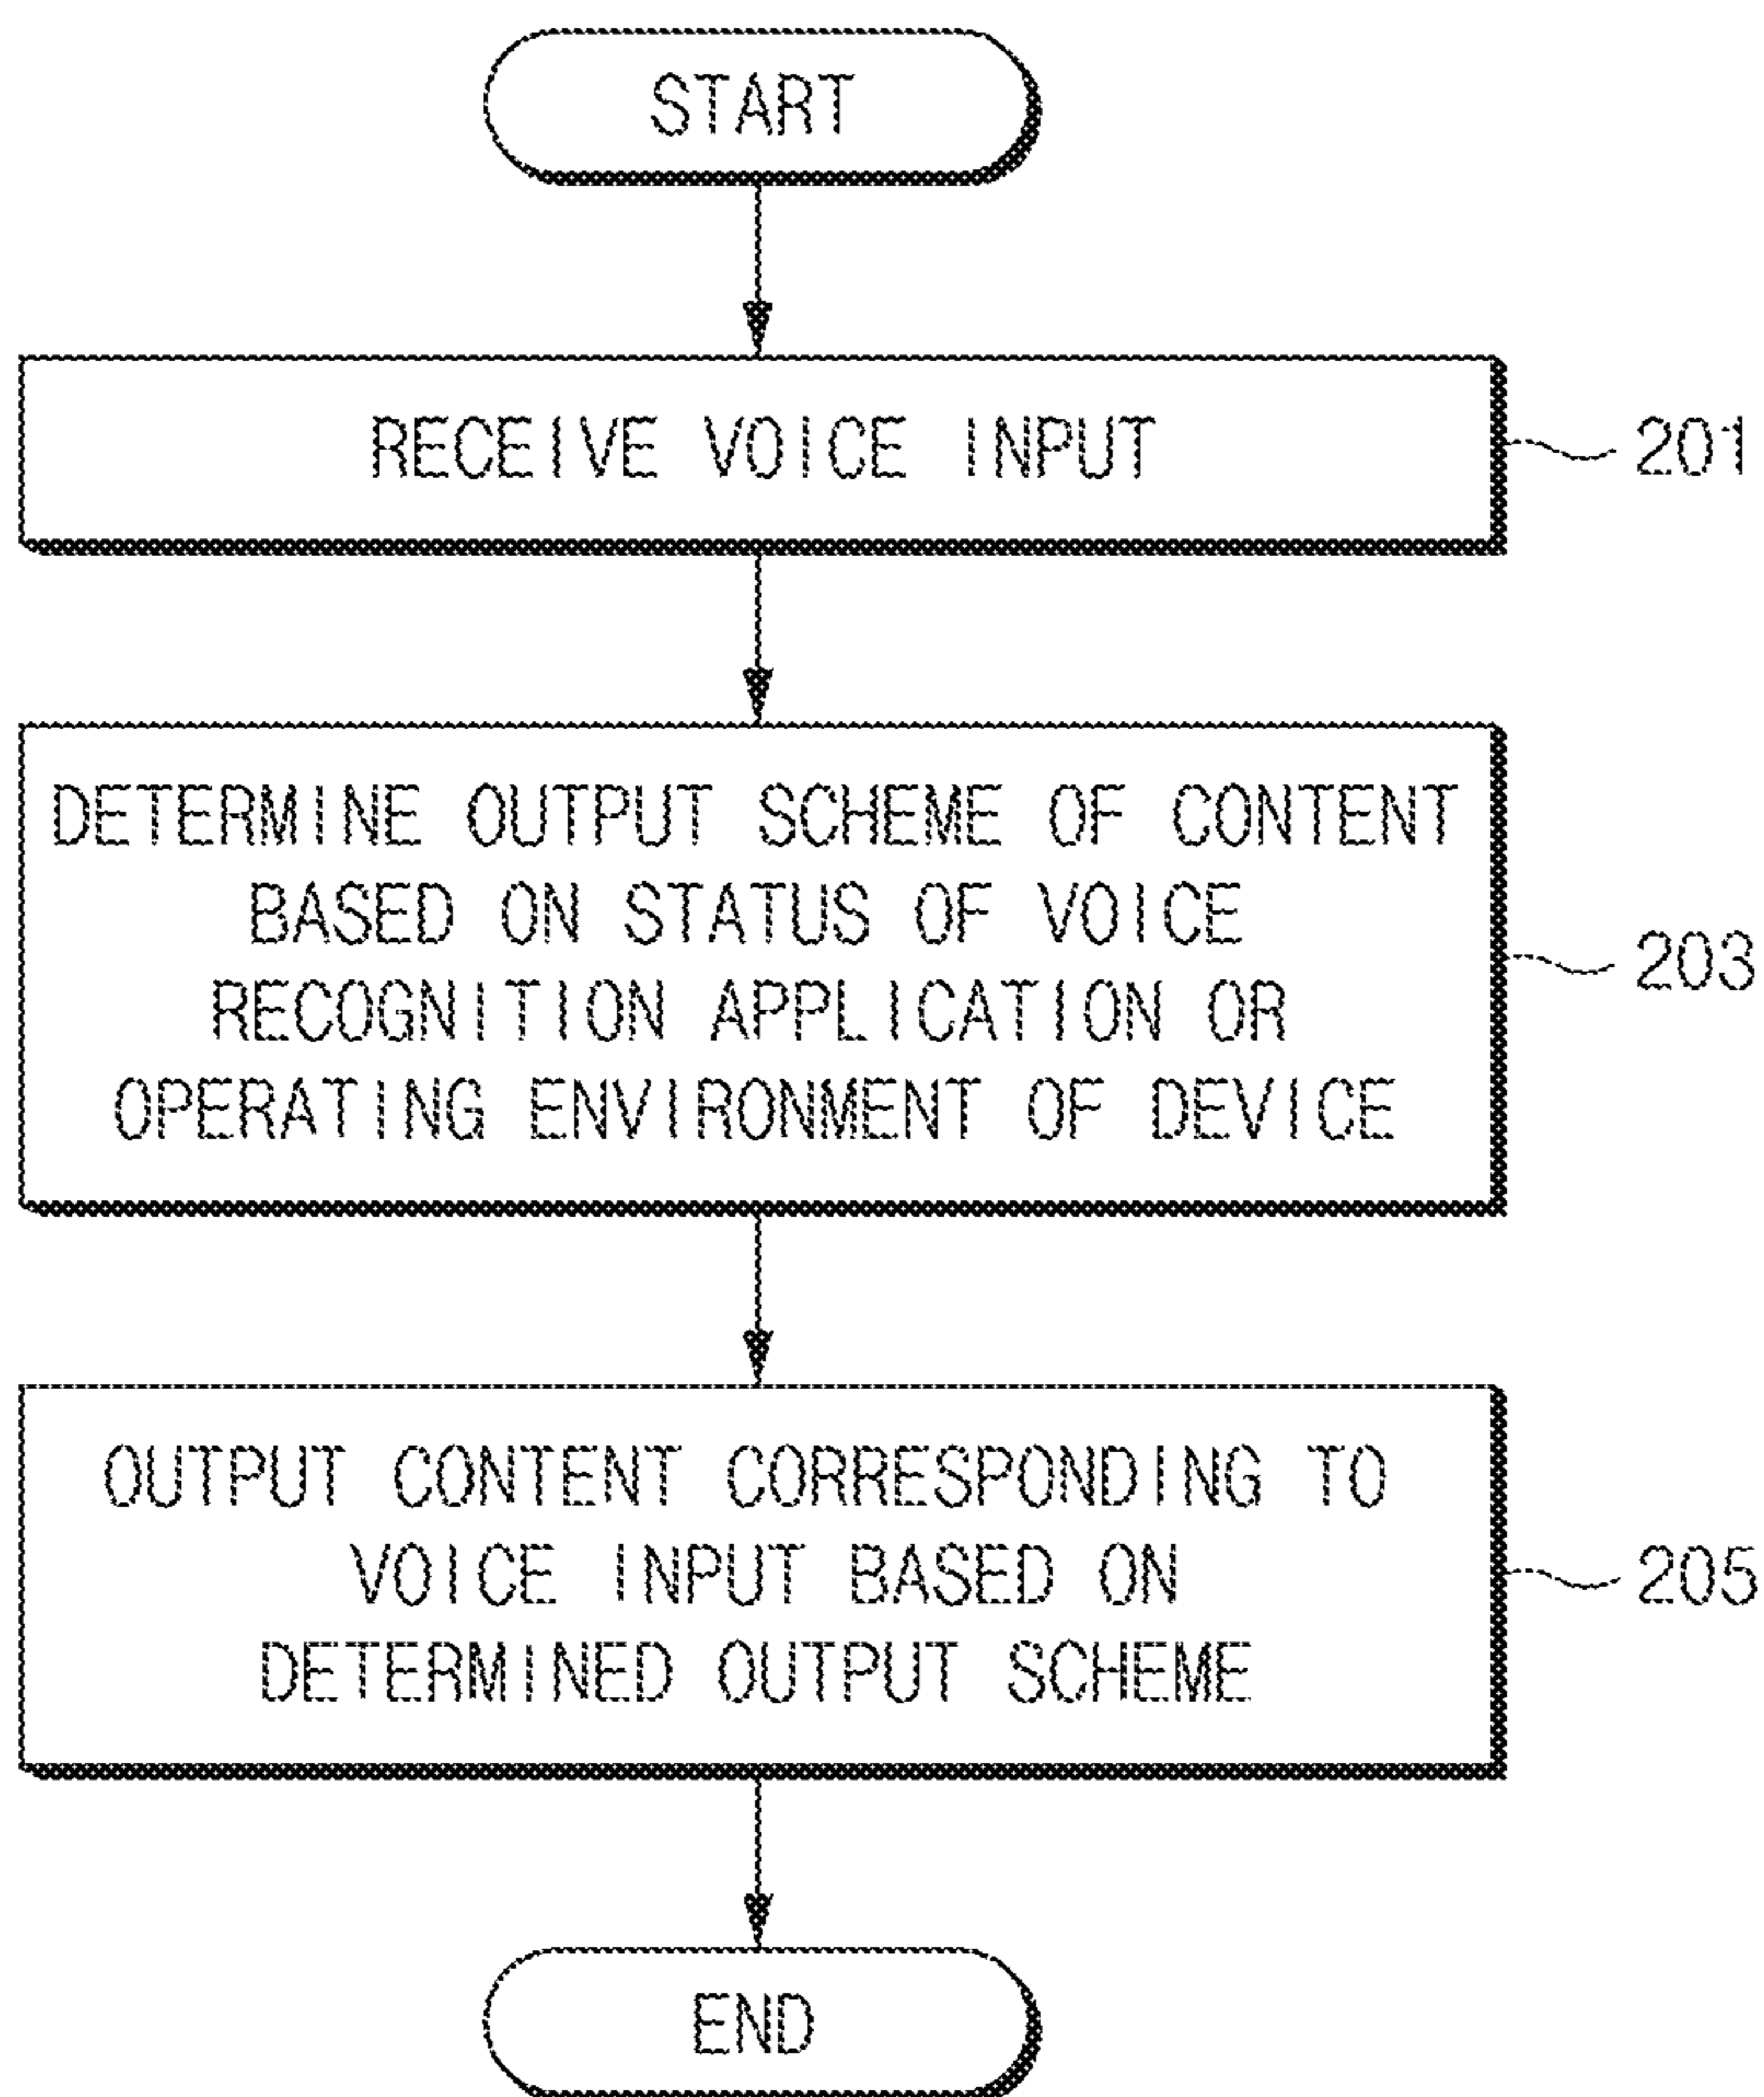 START
RECEIVE VOICE INPUT
201
DETERMINE OUTPUT SCHEME OF CONTENT
BASED ON STATUS OF VOICE
RECOGNITION APPLICATION OR
OPERATING ENVIRONMENT OF DEVICE
203
OUTPUT CONTENT CORRESPONDING TO
VOICE INPUT BASED ON
DETERMINED OUTPUT SCHEME
205
END